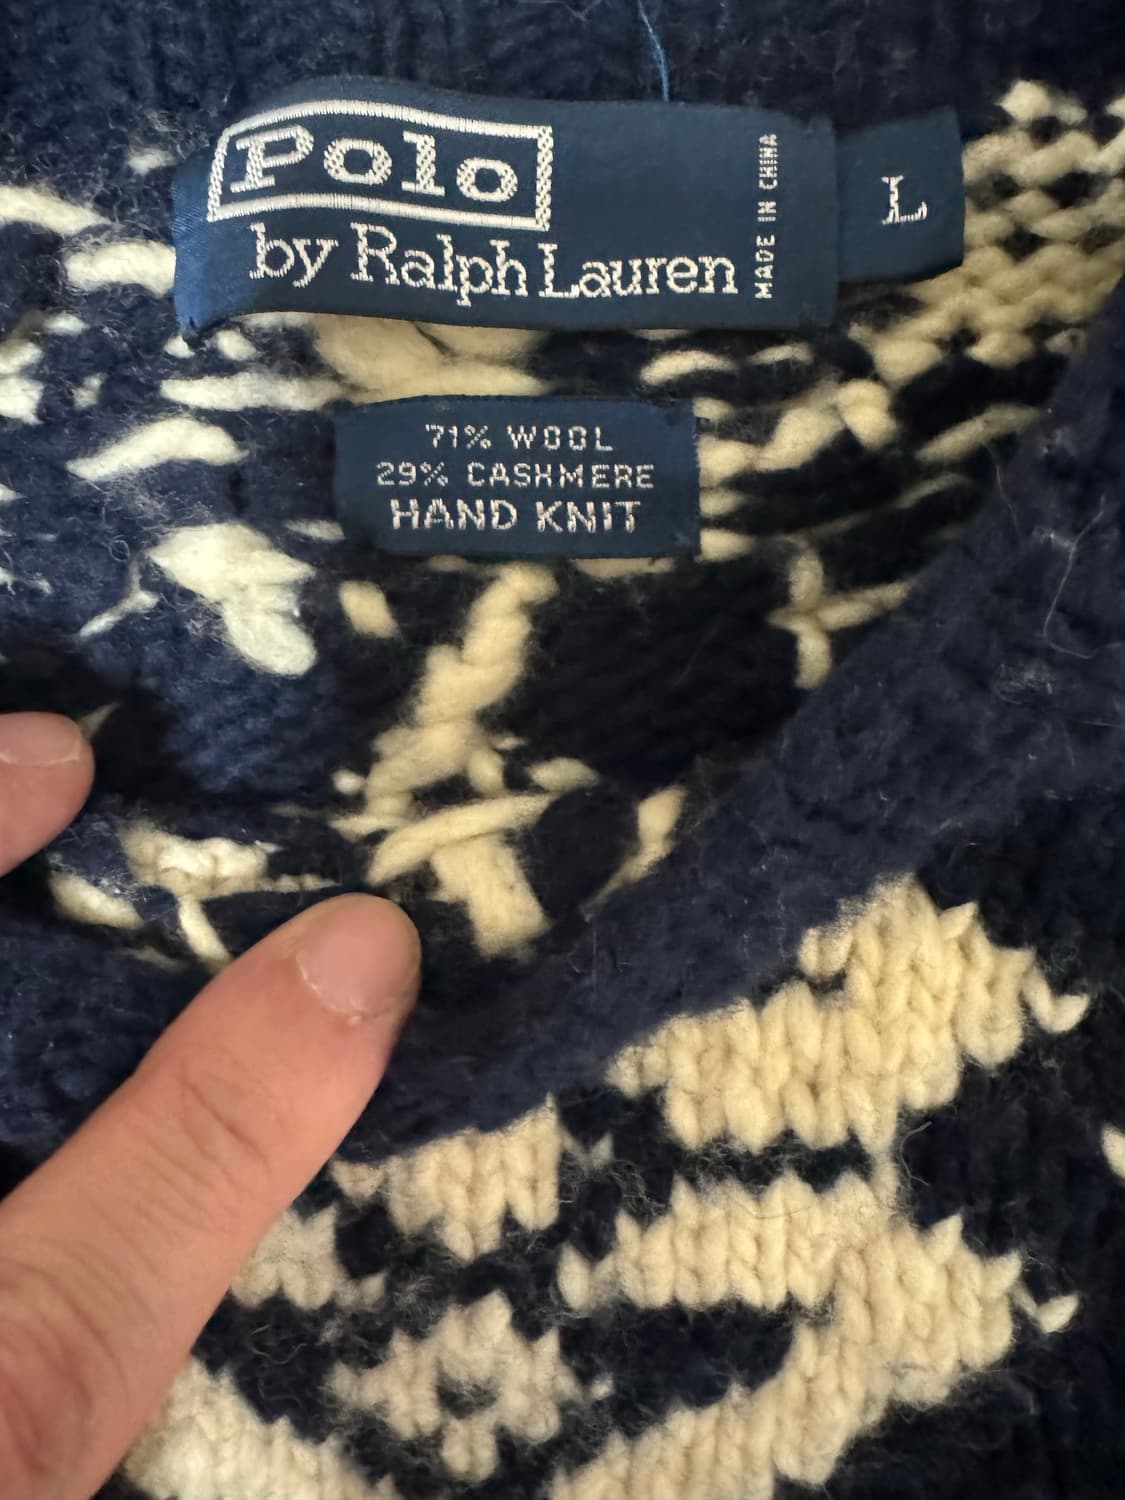 Polo
by Ralph Lauren
MADE IN CHINA
L
71% WOOL
29% CASHMERE
HAND KNIT